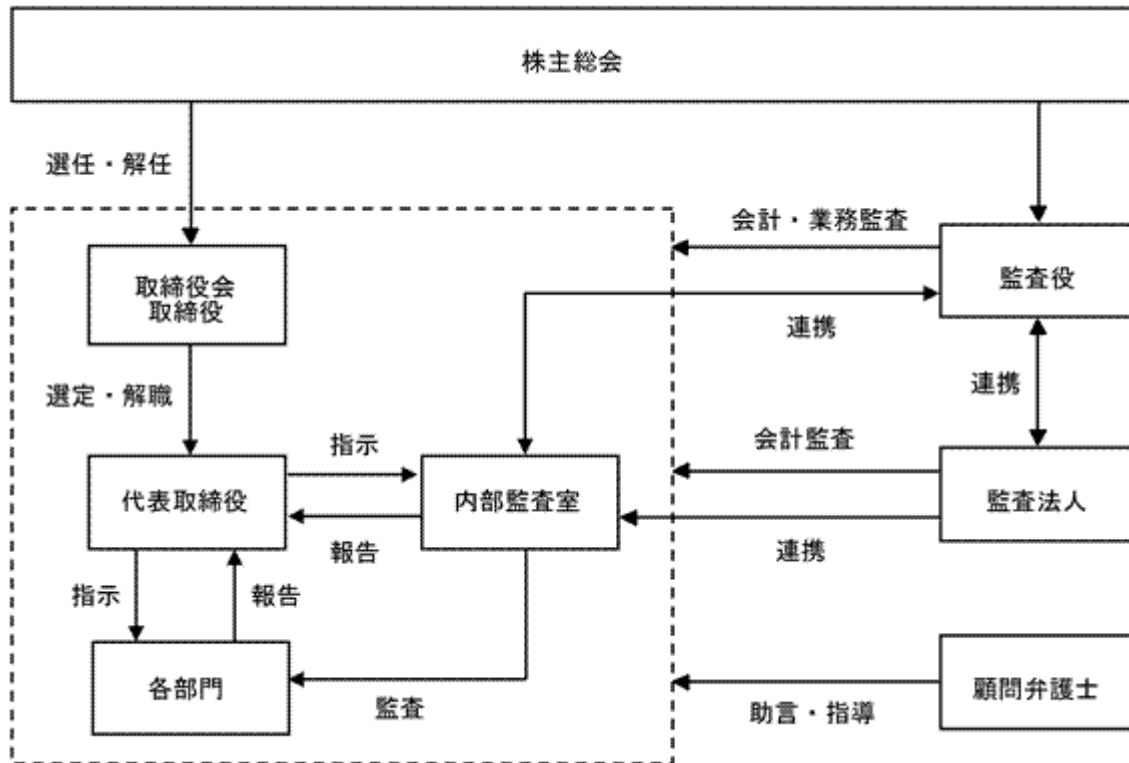 株主総会
選任・解任
会計・業務監査
取締役会
取締役
監査役
連携
選定・解職
連携
指示
会計監査
代表取締役
内部監査室
監査法人
報告
連携
指示
報告
各部門
監査
顧問弁護士
助言・指導